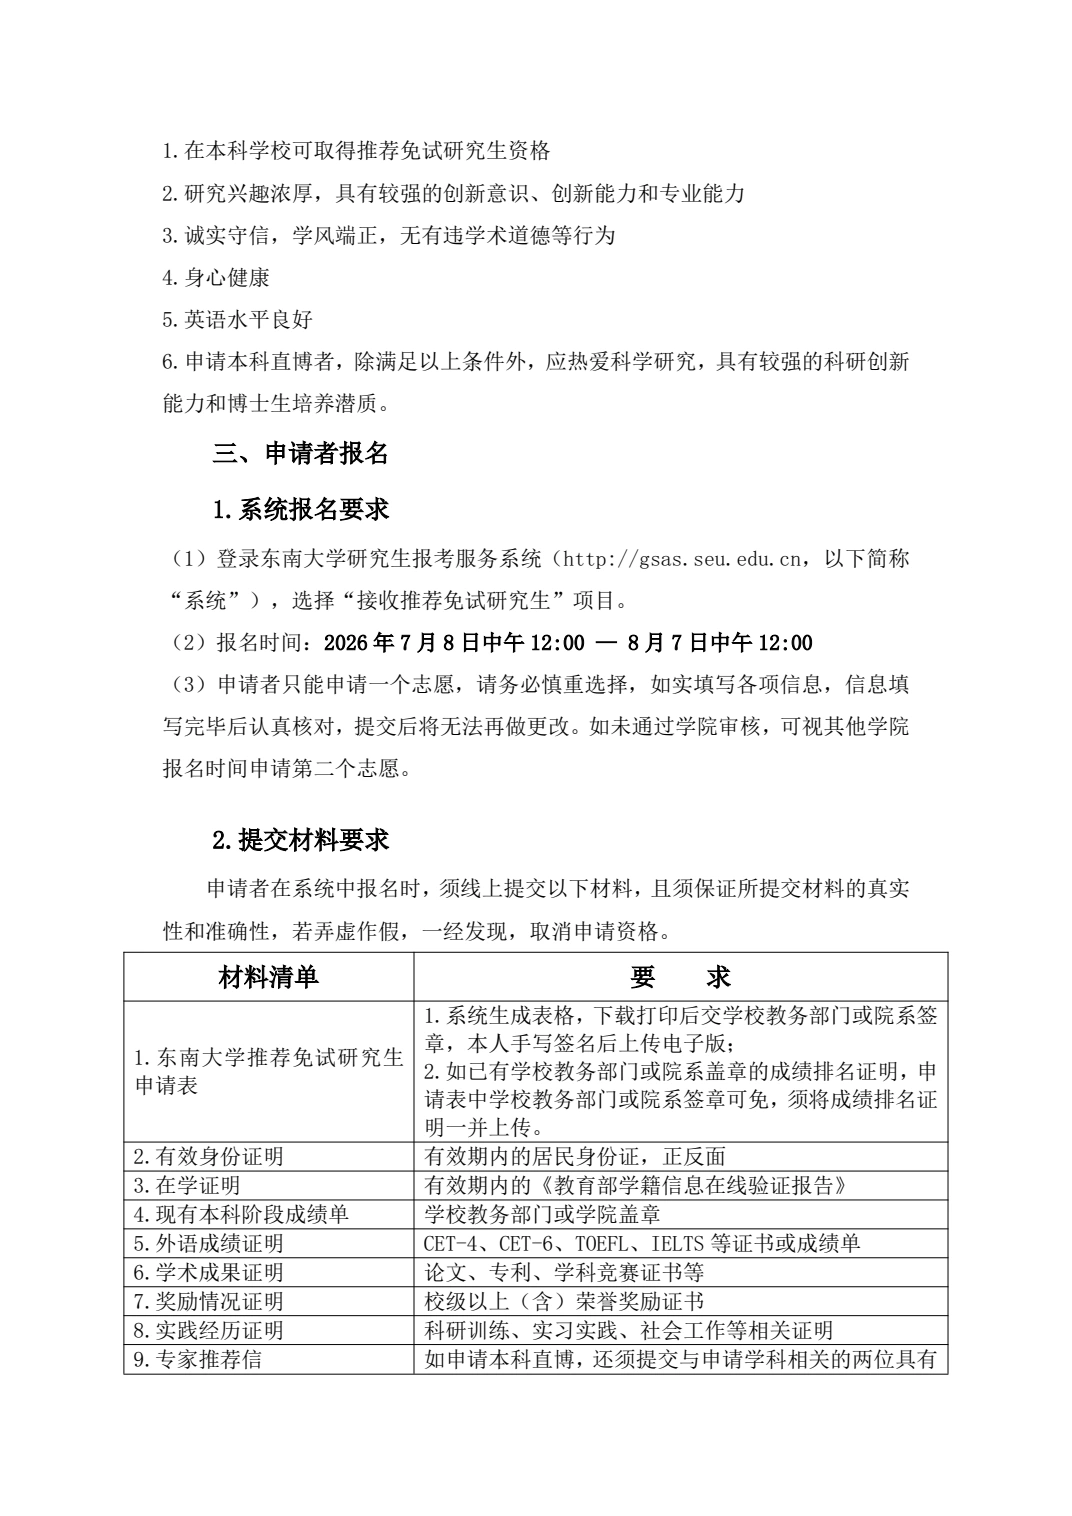 1.在本科学校可取得推荐免试研究生资格
2.研究兴趣浓厚，具有较强的创新意识、创新能力和专业能力
3.诚实守信，学风端正，无有违学术道德等行为
4.身心健康
5.英语水平良好
6.申请本科直博者，除满足以上条件外，应热爱科学研究，具有较强的科研创新
能力和博士生培养潜质。
三、申请者报名
1.系统报名要求
（1）登录东南大学研究生报考服务系统（http://gsas.seu.edu.cn，以下简称
“系统”），选择“接收推荐免试研究生”项目。
（2）报名时间：2026年7月8日中午12:00 — 8月7日中午12:00
（3）申请者只能申请一个志愿，请务必慎重选择，如实填写各项信息，信息填
写完毕后认真核对，提交后将无法再做更改。如未通过学院审核，可视其他学院
报名时间申请第二个志愿。
2.提交材料要求
申请者在系统中报名时，须线上提交以下材料，且须保证所提交材料的真实
性和准确性，若弄虚作假，一经发现，取消申请资格。
材料清单
要 求
1.东南大学推荐免试研究生
申请表
1.系统生成表格，下载打印后交学校教务部门或院系签
章，本人手写签名后上传电子版；
2.如已有学校教务部门或院系盖章的成绩排名证明，申
请表中学校教务部门或院系签章可免，须将成绩排名证
明一并上传。
2.有效身份证明
有效期内的居民身份证，正反面
3.在学证明
有效期内的《教育部学籍信息在线验证报告》
4.现有本科阶段成绩单
学校教务部门或学院盖章
5.外语成绩证明
CET-4、CET-6、TOEFL、IELTS 等证书或成绩单
6.学术成果证明
论文、专利、学科竞赛证书等
7.奖励情况证明
校级以上（含）荣誉奖励证书
8.实践经历证明
科研训练、实习实践、社会工作等相关证明
9.专家推荐信
如申请本科直博，还须提交与申请学科相关的两位具有